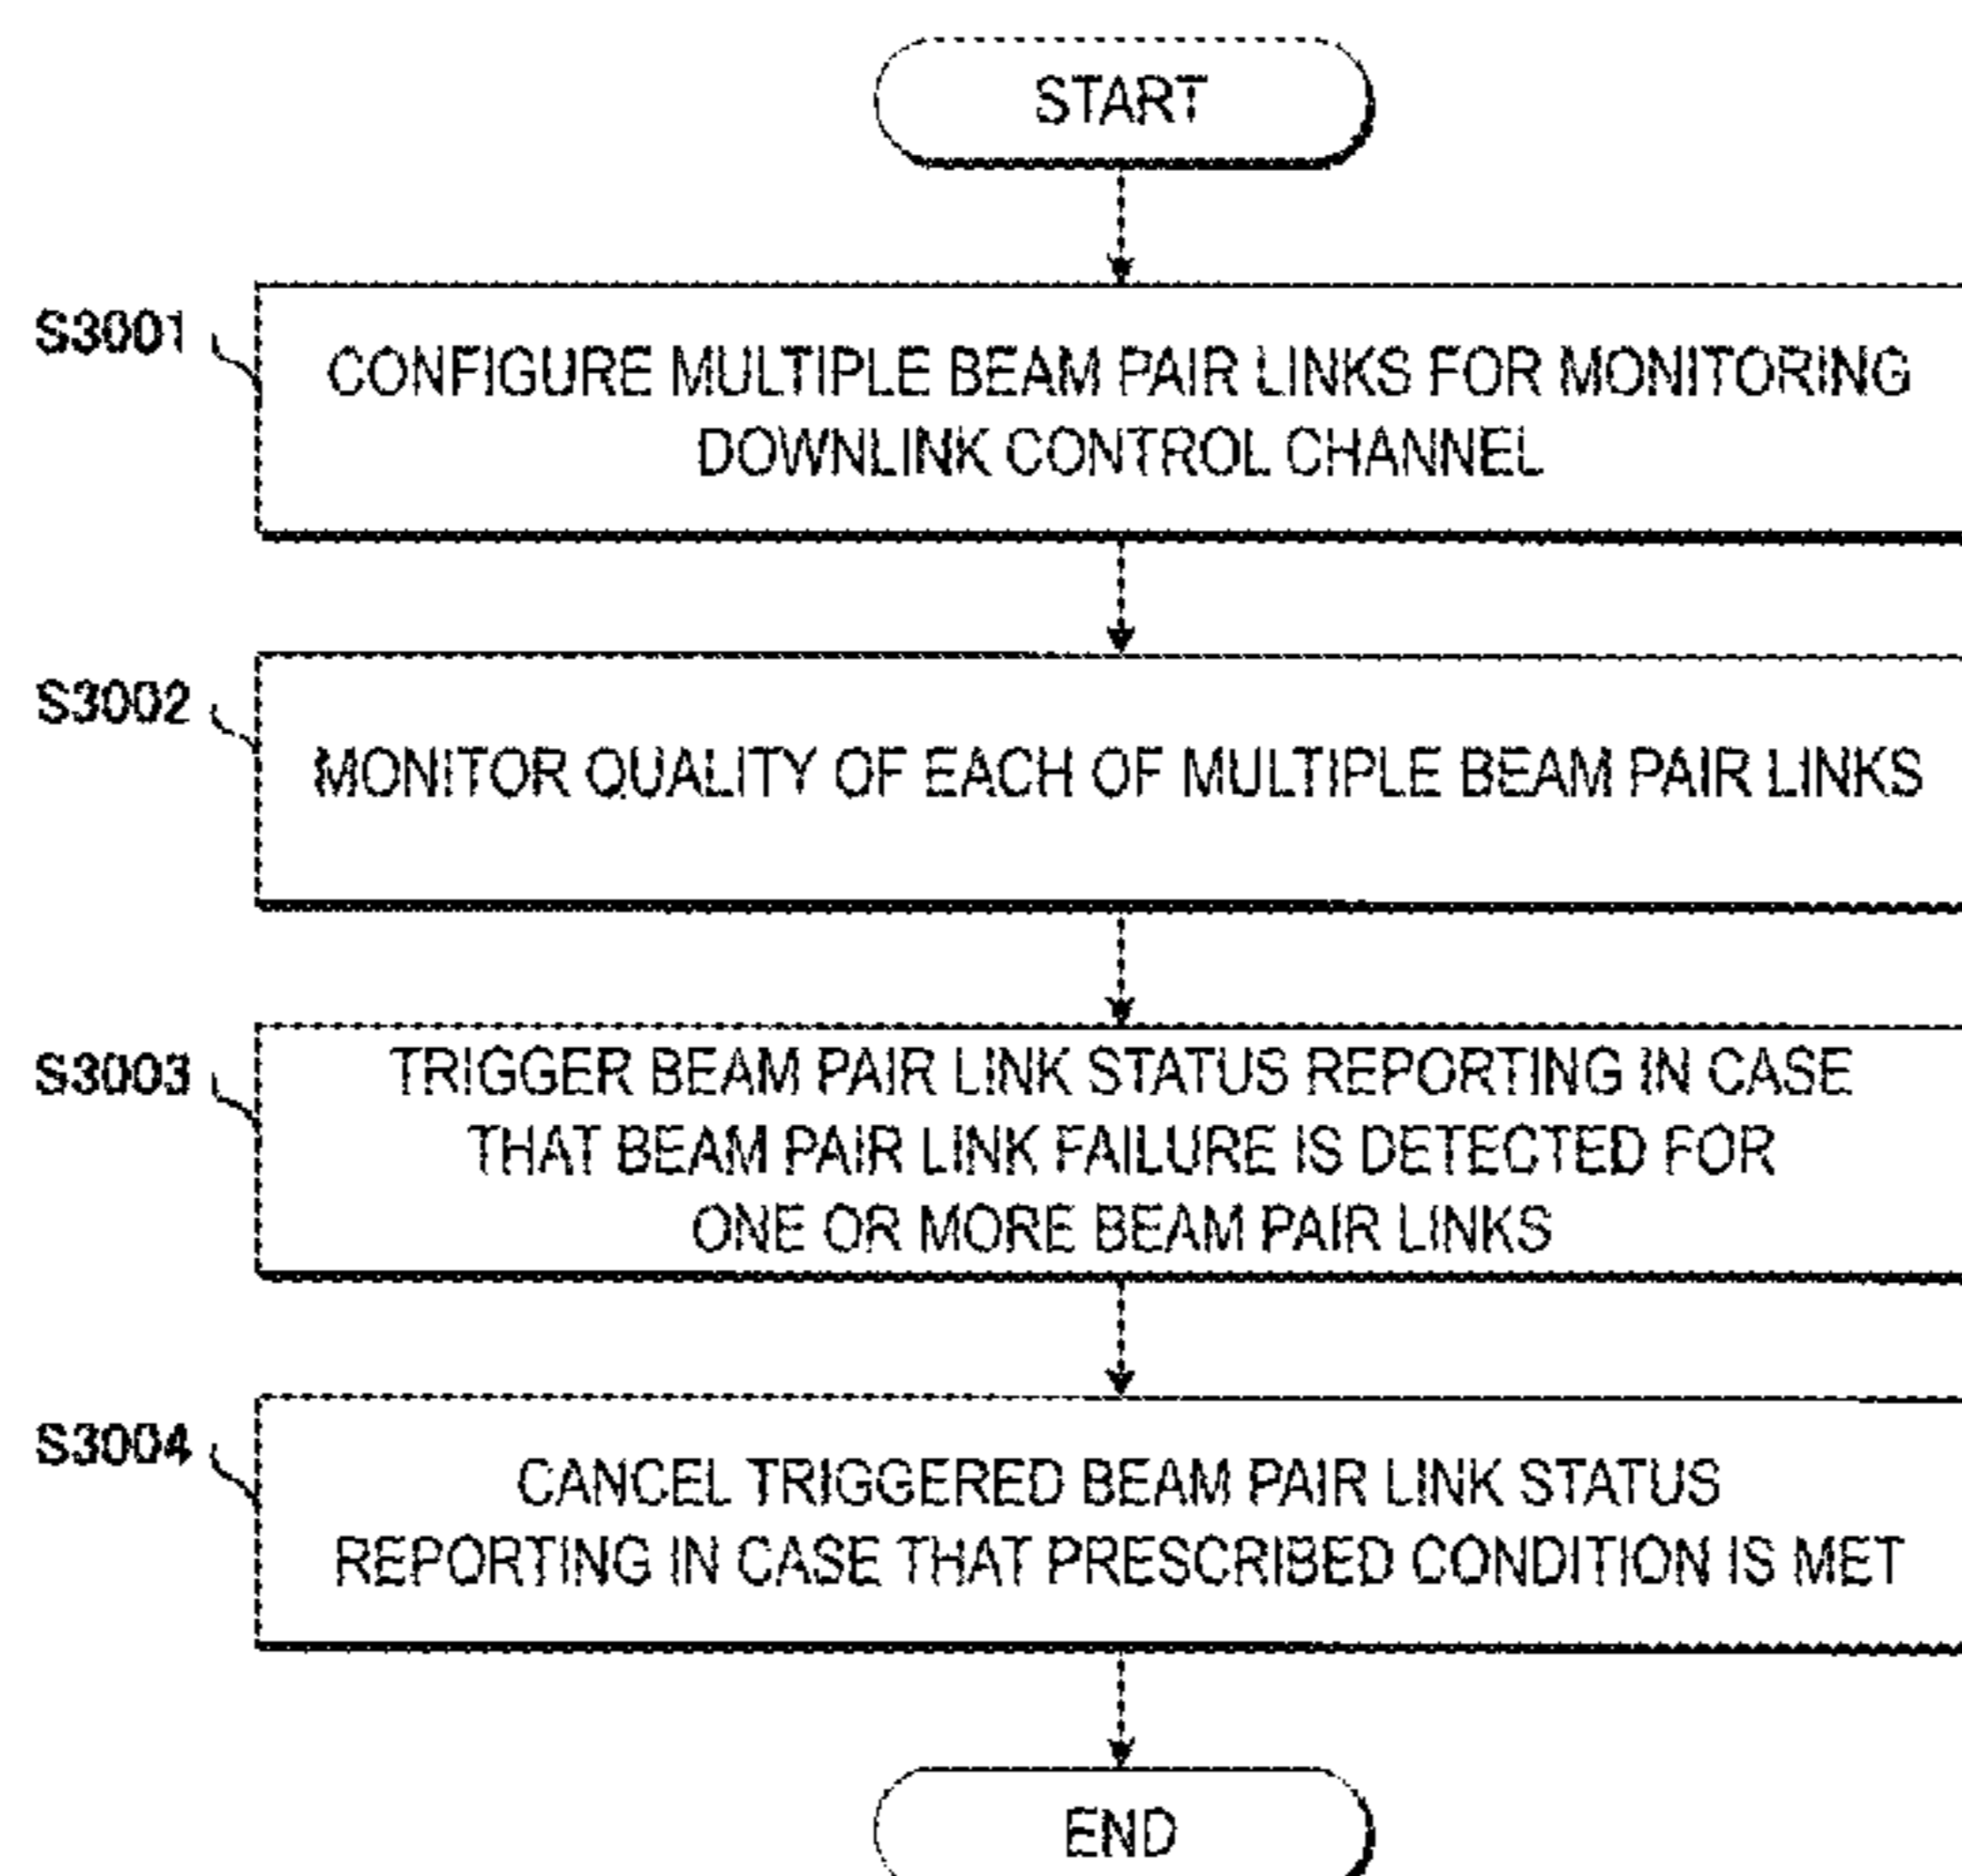 START
S3001
CONFIGURE MULTIPLE BEAM PAIR LINKS FOR MONITORING
DOWNLINK CONTROL CHANNEL
S3002
MONITOR QUALITY OF EACH OF MULTIPLE BEAM PAIR LINKS
S3003
TRIGGER BEAM PAIR LINK STATUS REPORTING IN CASE
THAT BEAM PAIR LINK FAILURE IS DETECTED FOR
ONE OR MORE BEAM PAIR LINKS
S3004
CANCEL TRIGGERED BEAM PAIR LINK STATUS
REPORTING IN CASE THAT PRESCRIBED CONDITION IS MET
END